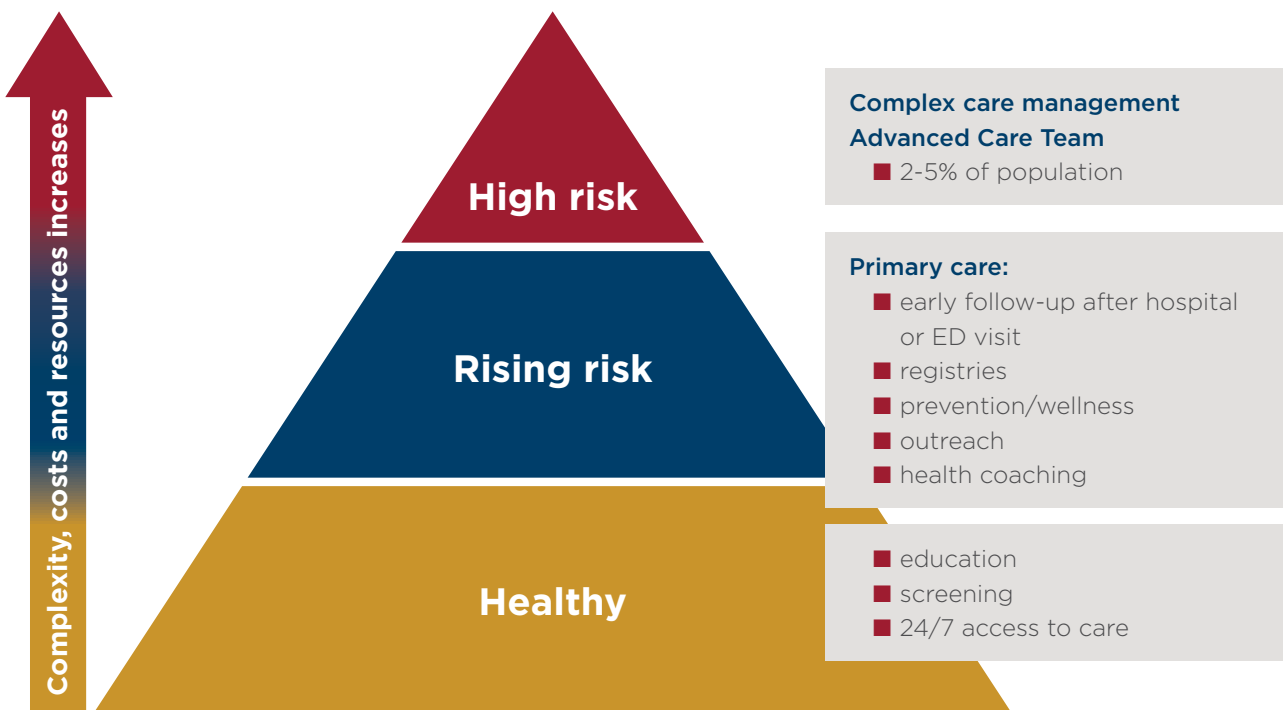 Complexity, costs and resources increases
High risk
Rising risk
Healthy
Complex care management
Advanced Care Team
2-5% of population
Primary care:
early follow-up after hospital
or ED visit
registries
prevention/wellness
outreach
health coaching
education
screening
24/7 access to care